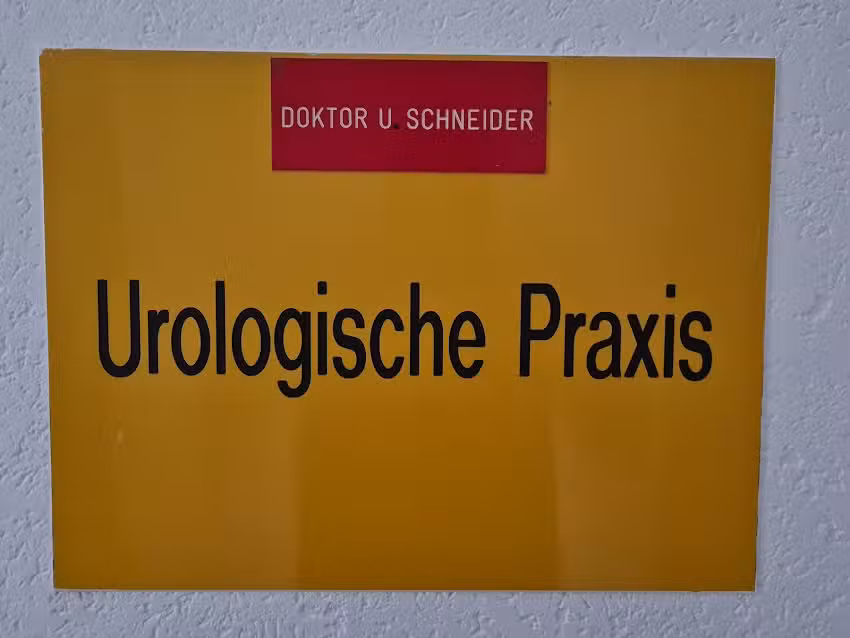 DOKTOR U. SCHNEIDER
Urologische Praxis